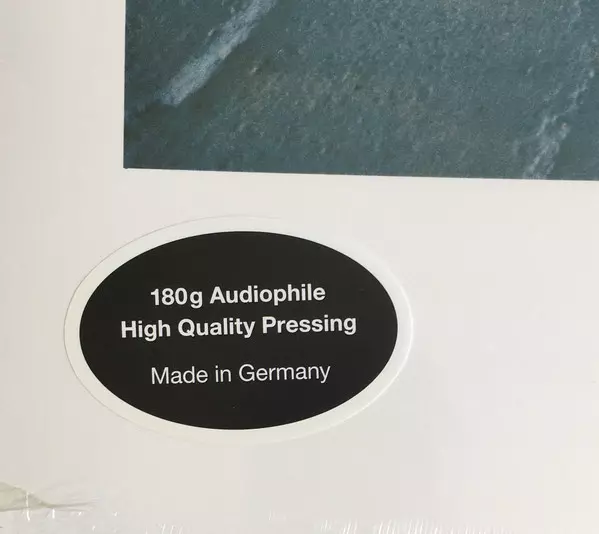 180g Audiophile
High Quality Pressing
Made in Germany